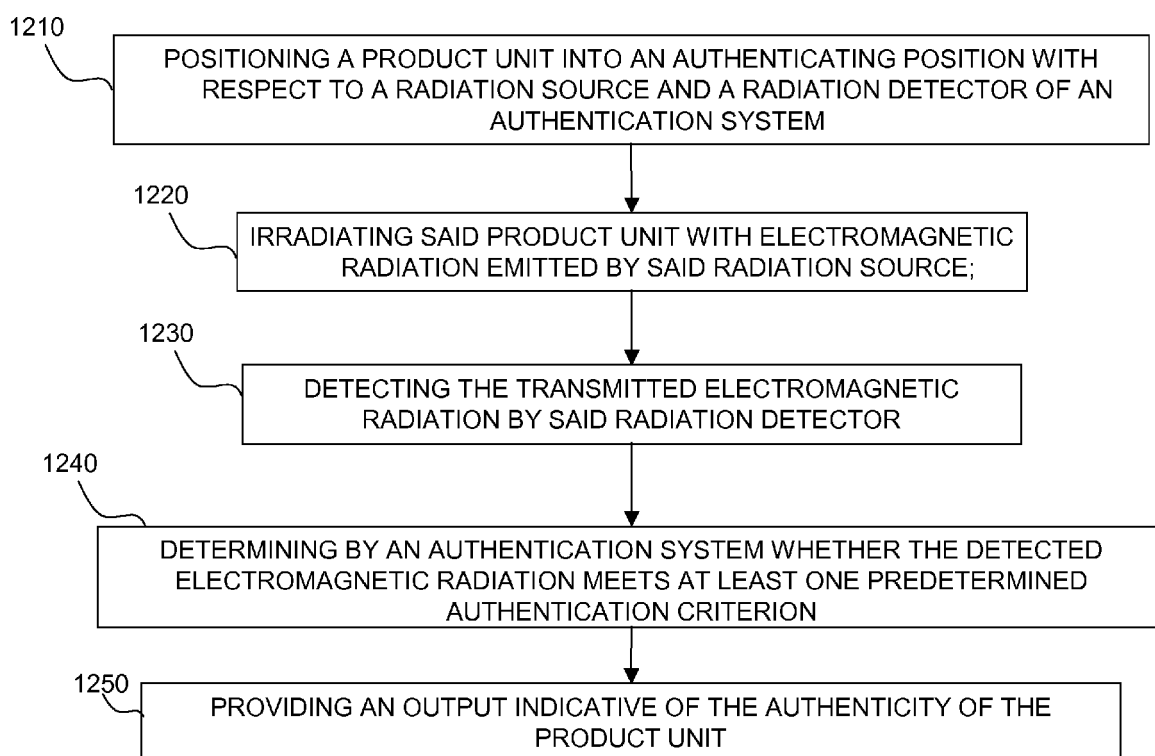 1210
POSITIONING A PRODUCT UNIT INTO AN AUTHENTICATING POSITION WITH
RESPECT TO A RADIATION SOURCE AND A RADIATION DETECTOR OF AN
AUTHENTICATION SYSTEM
1220
IRRADIATING SAID PRODUCT UNIT WITH ELECTROMAGNETIC
RADIATION EMITTED BY SAID RADIATION SOURCE;
1230
DETECTING THE TRANSMITTED ELECTROMAGNETIC
RADIATION BY SAID RADIATION DETECTOR
1240
DETERMINING BY AN AUTHENTICATION SYSTEM WHETHER THE DETECTED
ELECTROMAGNETIC RADIATION MEETS AT LEAST ONE PREDETERMINED
AUTHENTICATION CRITERION
1250
PROVIDING AN OUTPUT INDICATIVE OF THE AUTHENTICITY OF THE
PRODUCT UNIT